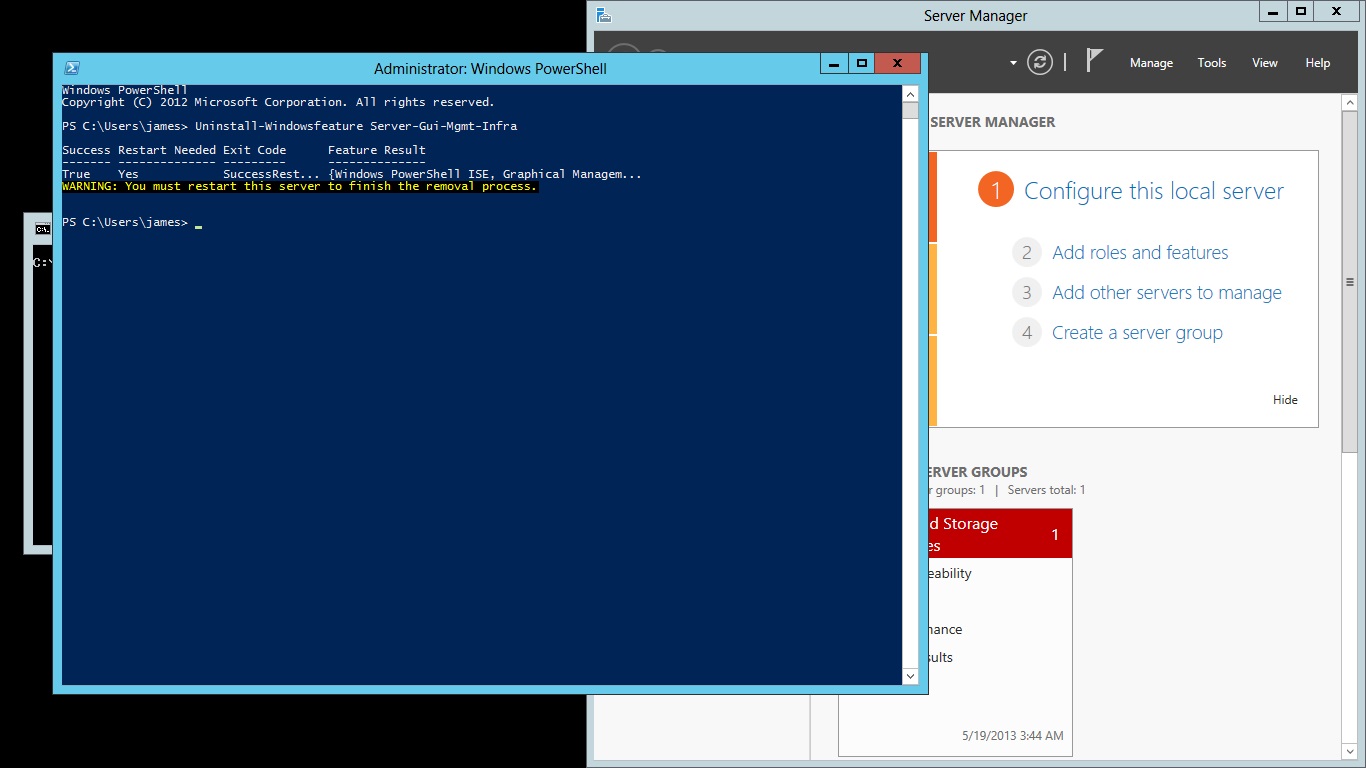 Server Manager
Manage Tools View Help
Administrator: Windows PowerShell
Windows PowerShell
Copyright (C) 2012 Microsoft Corporation. All rights reserved.
PS C:\Users\james> Uninstall-Windowsfeature Server-Gui-Mgmt-Infra
Success Restart Needed Exit Code Feature Result
------- -------------- --------- --------------
True Yes SuccessRest... {Windows PowerShell ISE, Graphical Managem...
WARNING: You must restart this server to finish the removal process.
PS C:\Users\james>
C:\
SERVER MANAGER
1 Configure this local server
2 Add roles and features
3 Add other servers to manage
4 Create a server group
Hide
ERVER GROUPS
r groups: 1 | Servers total: 1
d Storage
es
1
eability
nance
sults
5/19/2013 3:44 AM